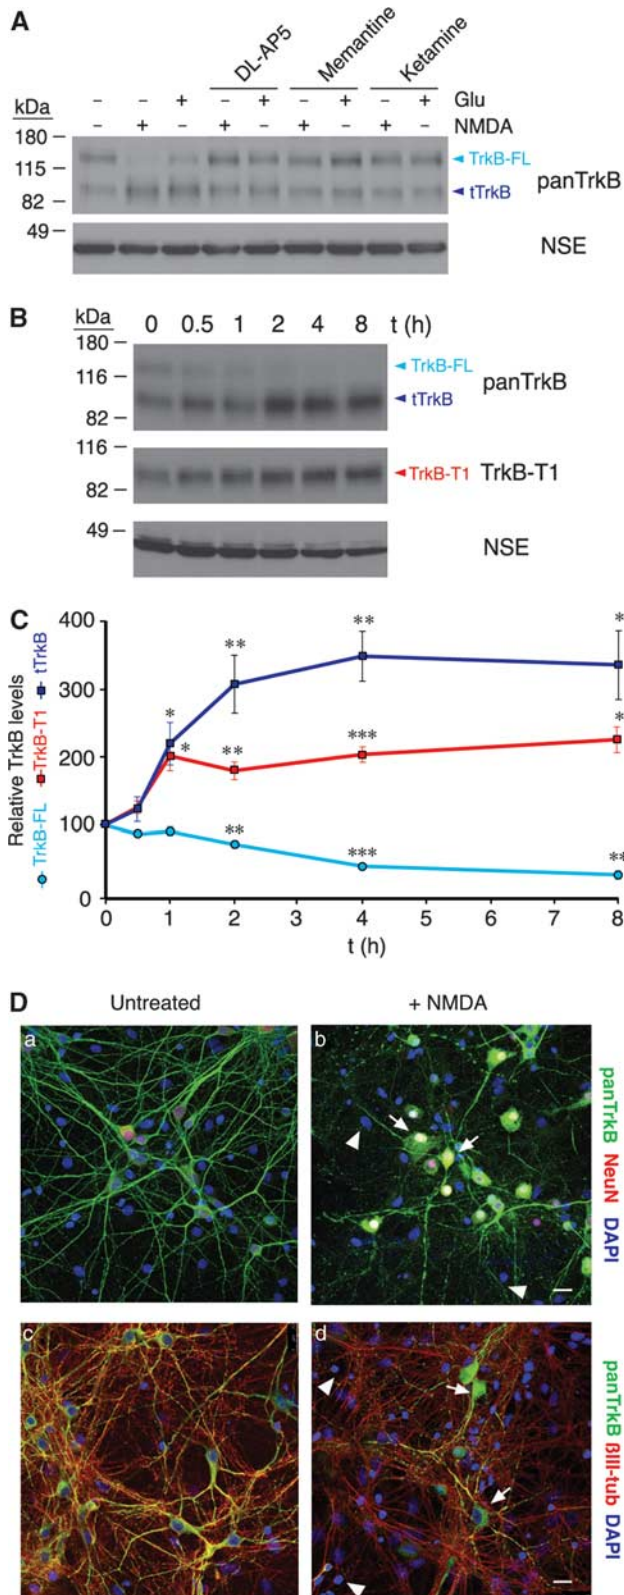 A
DL-AP5 Memantine Ketamine
kDa – – + – + – + – + Glu
– + – + – + – + – NMDA
180
115
82
49
TrkB-FL
tTrkB
panTrkB
NSE
B
kDa 0 0.5 1 2 4 8 t (h)
180
116
82
TrkB-FL
tTrkB
panTrkB
116
82
TrkB-T1 TrkB-T1
49
NSE
C
Relative TrkB levels
TrkB-FL TrkB-T1 tTrkB
400
300
200
100
0
* ** ** *
* ** *** *
** *** **
0 1 2 3 4 5 6 7 8
t (h)
D
Untreated + NMDA
a b
panTrkB NeuN DAPI
c d
panTrkB βIII-tub DAPI